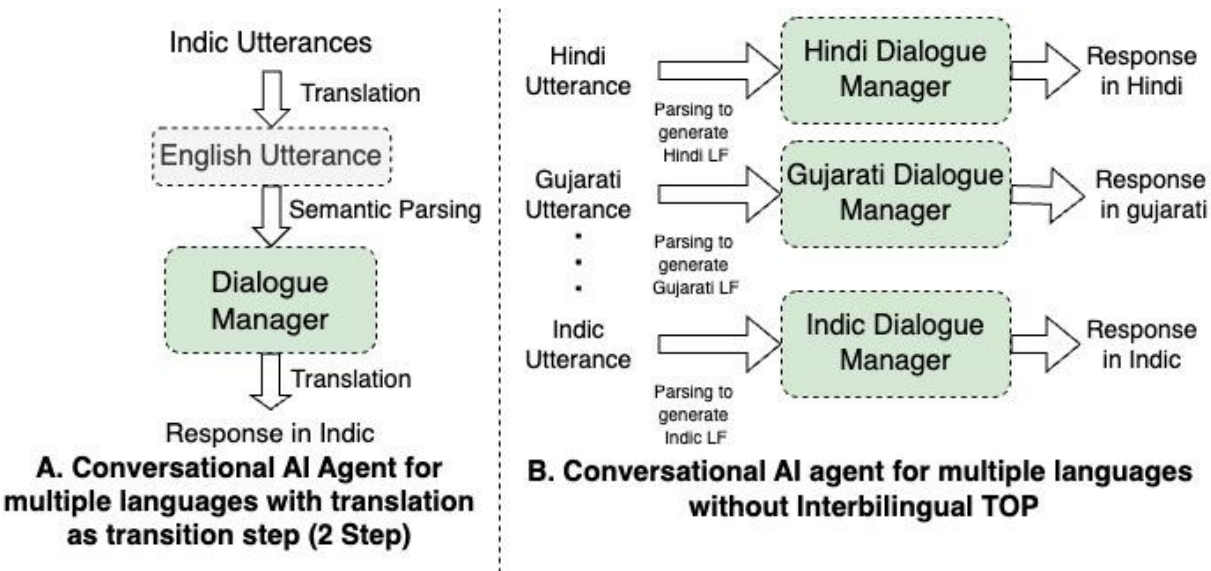 Indic Utterances
Translation
English Utterance
Semantic Parsing
Dialogue
Manager
Translation
Response in Indic
A. Conversational AI Agent for
multiple languages with translation
as transition step (2 Step)
Hindi
Utterance
Parsing to
generate
Hindi LF
Hindi Dialogue
Manager
Response
in Hindi
Gujarati
Utterance
Parsing to
generate
Gujarati LF
Gujarati Dialogue
Manager
Response
in gujarati
Indic
Utterance
Parsing to
generate
Indic LF
Indic Dialogue
Manager
Response
in Indic
B. Conversational AI agent for multiple languages
without Interbilingual TOP